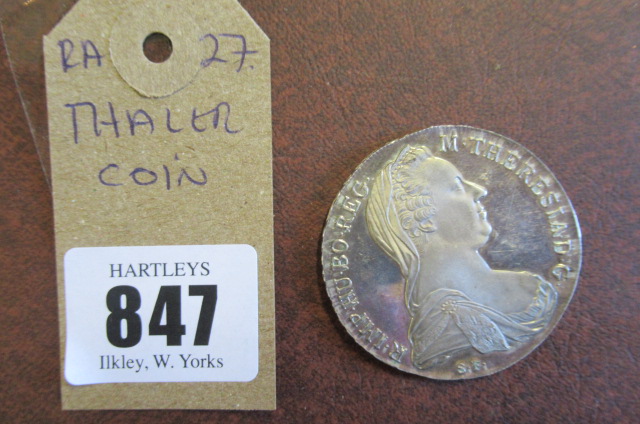 RA 27.
THALER
COIN
HARTLEYS
847
Ilkley, W. Yorks
R·IMP·HU·BO·REG·
M·THERESIA·D·G·
S.F.